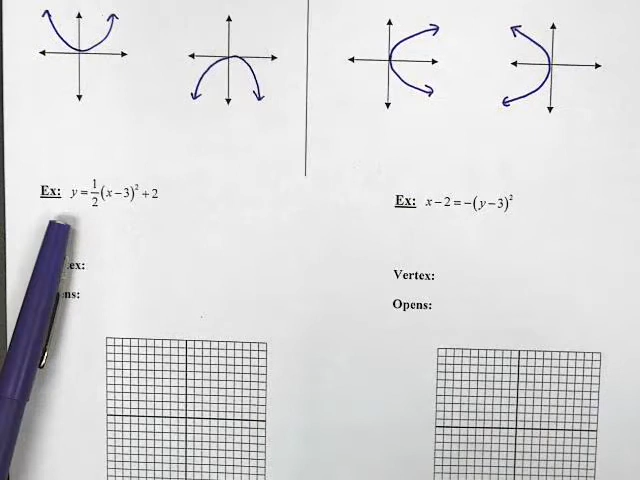 Ex: y = 1/2 (x − 3)² + 2
ex:
ns:
Ex: x − 2 = −(y − 3)²
Vertex:
Opens: